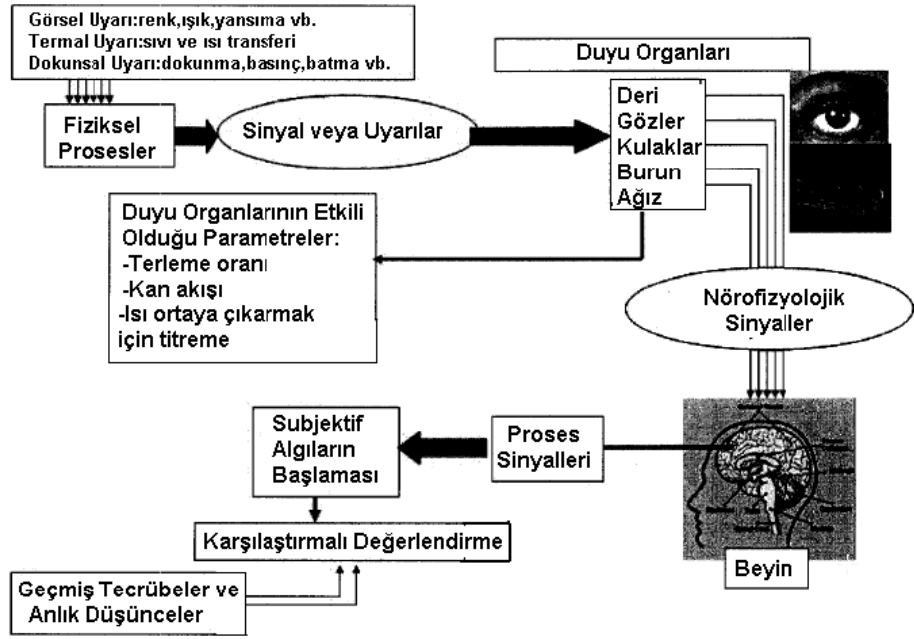 Görsel Uyarı:renk,ışık,yansıma vb.
Termal Uyarı:sıvı ve ısı transferi
Dokunsal Uyarı:dokunma,basınç,batma vb.
Duyu Organları
Fiziksel
Prosesler
Sinyal veya Uyarılar
Deri
Gözler
Kulaklar
Burun
Ağız
Duyu Organlarının Etkili
Olduğu Parametreler:
-Terleme oranı
-Kan akışı
-Isı ortaya çıkarmak
için titreme
Nörofizyolojik
Sinyaller
Beyin
Proses
Sinyalleri
Subjektif
Algıların
Başlaması
Karşılaştırmalı Değerlendirme
Geçmiş Tecrübeler ve
Anlık Düşünceler